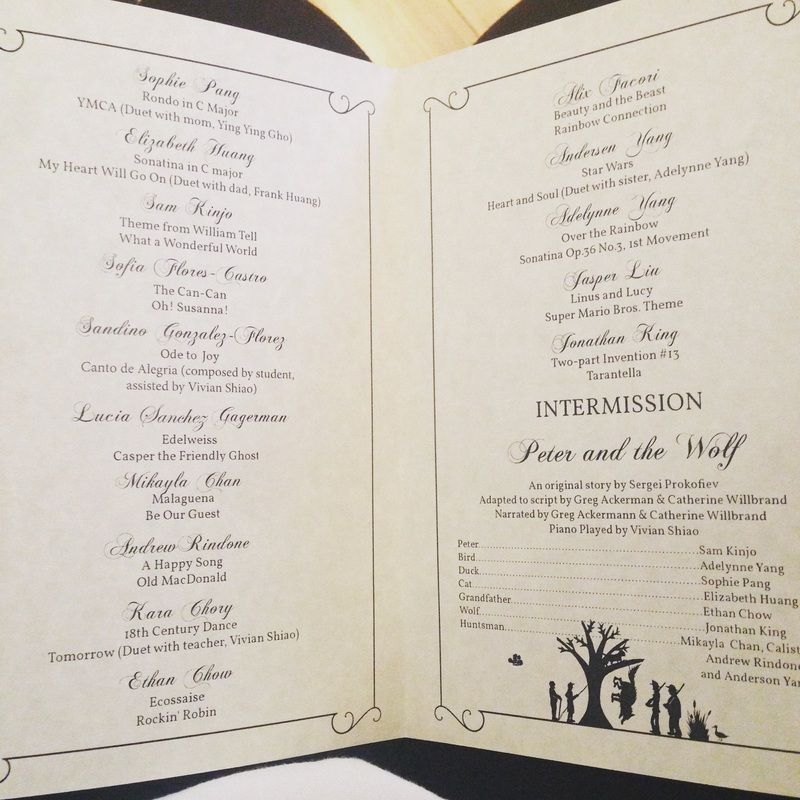 Sophie Pang
Rondo in C Major
YMCA (Duet with mom, Ying Ying Gho)
Elizabeth Huang
Sonatina in C major
My Heart Will Go On (Duet with dad, Frank Huang)
Sam Kinjo
Theme from William Tell
What a Wonderful World
Sofia Flores-Castro
The Can-Can
Oh! Susanna!
Sandino Gonzalez-Florez
Ode to Joy
Canto de Alegria (composed by student,
assisted by Vivian Shiao)
Lucia Sanchez Gagerman
Edelweiss
Casper the Friendly Ghost
Mikayla Chan
Malaguena
Be Our Guest
Andrew Rindone
A Happy Song
Old MacDonald
Kara Chory
18th Century Dance
Tomorrow (Duet with teacher, Vivian Shiao)
Ethan Chow
Ecossaise
Rockin' Robin
Alix Facori
Beauty and the Beast
Rainbow Connection
Andersen Yang
Star Wars
Heart and Soul (Duet with sister, Adelynne Yang)
Adelynne Yang
Over the Rainbow
Sonatina Op.36 No.3, 1st Movement
Jasper Liu
Linus and Lucy
Super Mario Bros. Theme
Jonathan King
Two-part Invention #13
Tarantella
INTERMISSION
Peter and the Wolf
An original story by Sergei Prokofiev
Adapted to script by Greg Ackerman & Catherine Willbrand
Narrated by Greg Ackermann & Catherine Willbrand
Piano Played by Vivian Shiao
Peter......Sam Kinjo
Bird......Adelynne Yang
Duck......Sophie Pang
Cat......Elizabeth Huang
Grandfather......Ethan Chow
Wolf......Jonathan King
Huntsman......Mikayla Chan, Calist
Andrew Rindone
and Anderson Yan